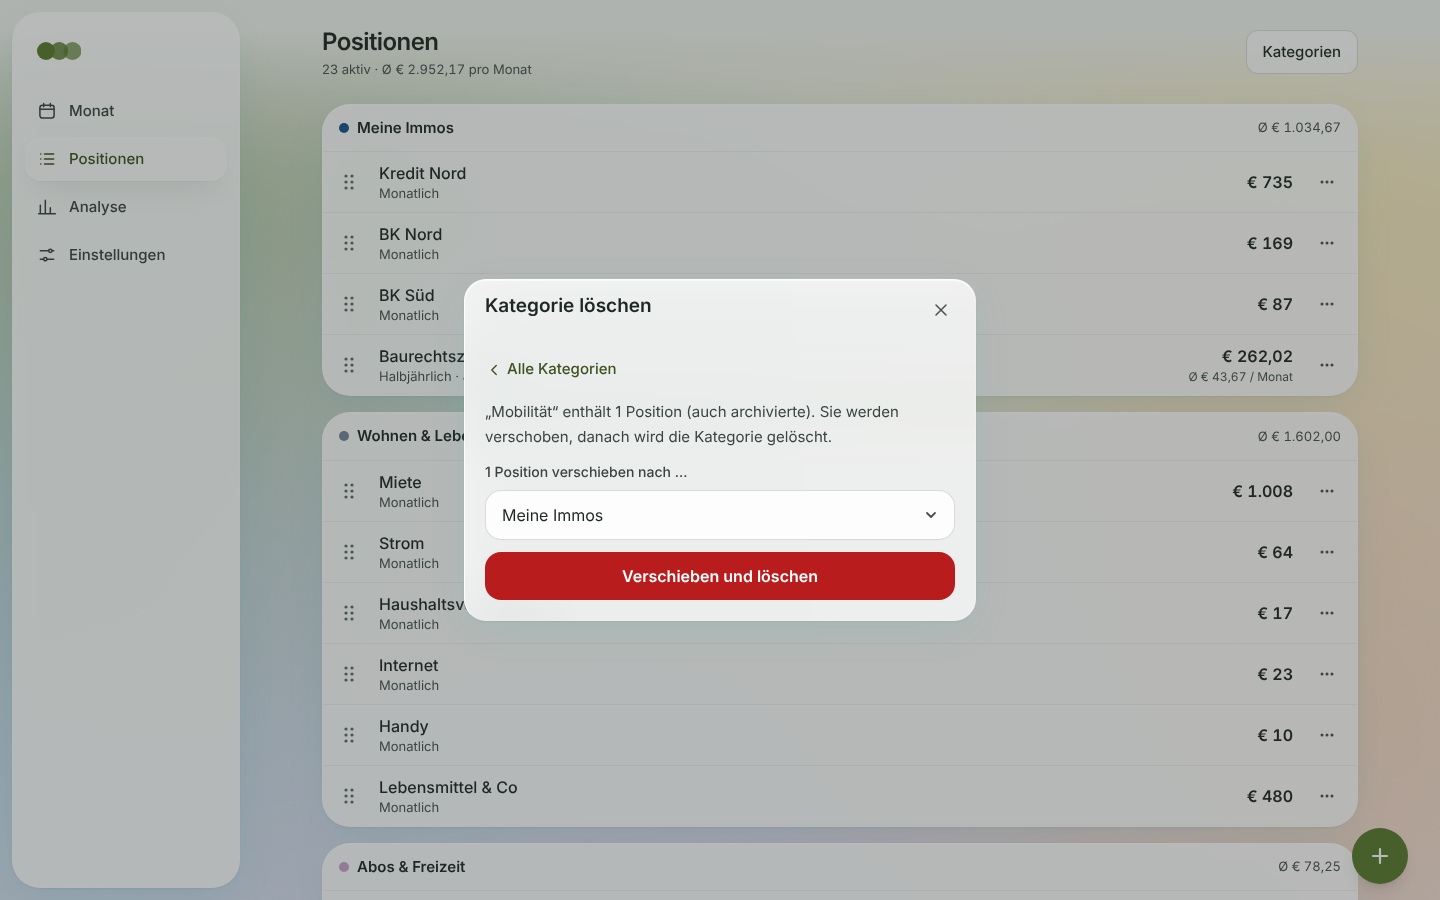 Monat
Positionen
Analyse
Einstellungen
Positionen
23 aktiv · Ø € 2.952,17 pro Monat
Kategorien
Meine Immos
Ø € 1.034,67
Kredit Nord
Monatlich
€ 735
BK Nord
Monatlich
€ 169
BK Süd
Monatlich
€ 87
Halbjährlich ·
€ 262,02
Ø € 43,67 / Monat
Kategorie löschen
Alle Kategorien
„Mobilität“ enthält 1 Position (auch archivierte). Sie werden
verschoben, danach wird die Kategorie gelöscht.
1 Position verschieben nach …
Meine Immos
Verschieben und löschen
Wohnen &
Ø € 1.602,00
Miete
Monatlich
€ 1.008
Strom
Monatlich
€ 64
Monatlich
€ 17
Internet
Monatlich
€ 23
Handy
Monatlich
€ 10
Lebensmittel & Co
Monatlich
€ 480
Abos & Freizeit
Ø € 78,25